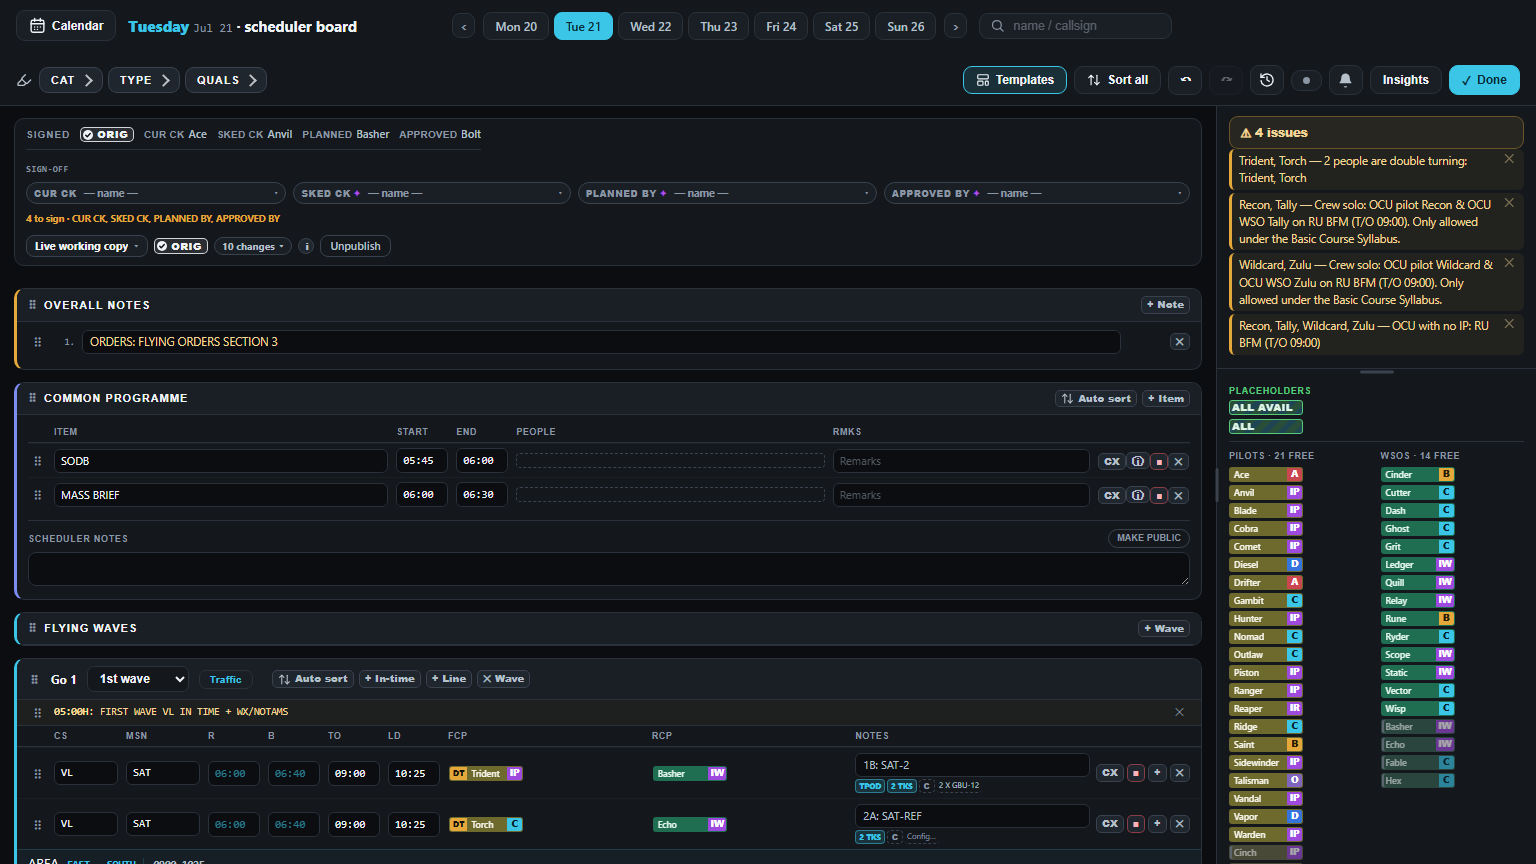 Calendar
Tuesday Jul 21 · scheduler board
‹ Mon 20 Tue 21 Wed 22 Thu 23 Fri 24 Sat 25 Sun 26 ›
name / callsign
CAT TYPE QUALS
Templates Sort all Insights ✓ Done
SIGNED ORIG CUR CK Ace SKED CK Anvil PLANNED Basher APPROVED Bolt
SIGN-OFF
CUR CK — name — SKED CK ✦ — name — PLANNED BY ✦ — name — APPROVED BY ✦ — name —
4 to sign · CUR CK, SKED CK, PLANNED BY, APPROVED BY
Live working copy ORIG 10 changes i Unpublish
OVERALL NOTES + Note
1. ORDERS: FLYING ORDERS SECTION 3
COMMON PROGRAMME Auto sort + Item
ITEM START END PEOPLE RMKS
SODB 05:45 06:00 Remarks CX
MASS BRIEF 06:00 06:30 Remarks CX
SCHEDULER NOTES MAKE PUBLIC
FLYING WAVES + Wave
Go 1 1st wave Traffic Auto sort + In-time + Line ✕ Wave
05:00H: FIRST WAVE VL IN TIME + WX/NOTAMS
CS MSN R B TO LD FCP RCP NOTES
VL SAT 06:00 06:40 09:00 10:25 DT Trident IP Basher IW 1B: SAT-2 CX
TPOD 2 TKS C 2 X GBU-12
VL SAT 06:00 06:40 09:00 10:25 DT Torch C Echo IW 2A: SAT-REF CX
2 TKS C Config...
AREA EAST SOUTH 0900-1025
⚠ 4 issues
Trident, Torch — 2 people are double turning:
Trident, Torch
Recon, Tally — Crew solo: OCU pilot Recon & OCU
WSO Tally on RU BFM (T/O 09:00). Only allowed
under the Basic Course Syllabus.
Wildcard, Zulu — Crew solo: OCU pilot Wildcard &
OCU WSO Zulu on RU BFM (T/O 09:00). Only
allowed under the Basic Course Syllabus.
Recon, Tally, Wildcard, Zulu — OCU with no IP: RU
BFM (T/O 09:00)
PLACEHOLDERS
ALL AVAIL
ALL
PILOTS · 21 FREE WSOS · 14 FREE
Ace A Cinder B
Anvil IP Cutter C
Blade IP Dash C
Cobra IP Ghost C
Comet IP Grit C
Diesel D Ledger IW
Drifter A Quill IW
Gambit C Relay IW
Hunter IP Rune B
Nomad C Ryder C
Outlaw C Scope IW
Piston IP Static IW
Ranger IP Vector C
Reaper IR Wisp C
Ridge C Basher IW
Saint B Echo IW
Sidewinder IP Fable C
Talisman O Hex C
Vandal IP
Vapor D
Warden IP
Cinch IP